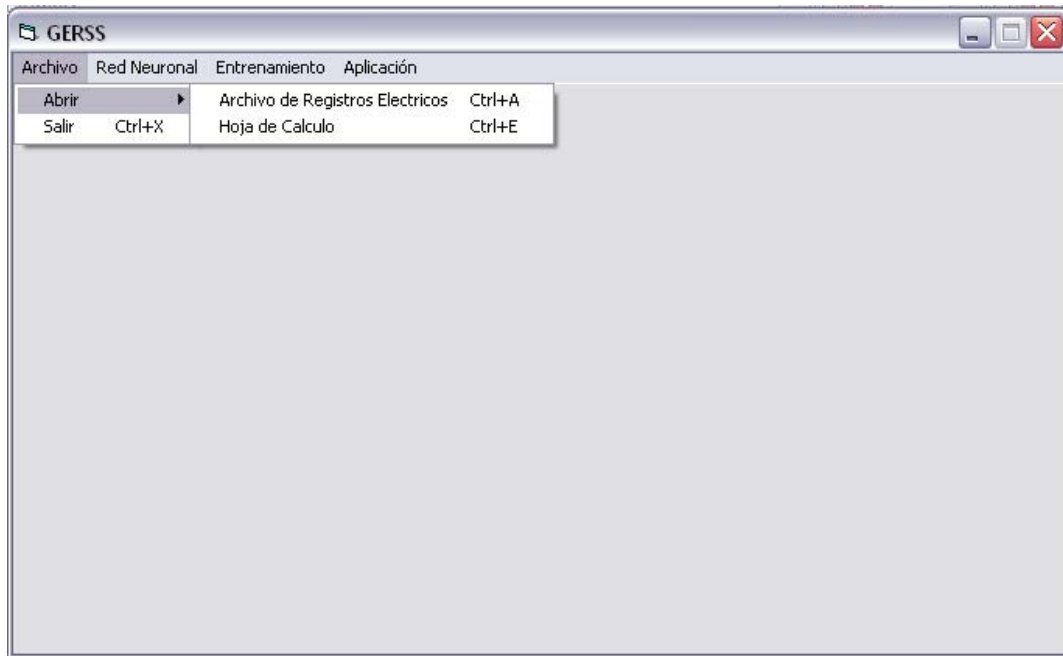 GERSS
Archivo Red Neuronal Entrenamiento Aplicación
Abrir Archivo de Registros Electricos Ctrl+A
Salir Ctrl+X Hoja de Calculo Ctrl+E